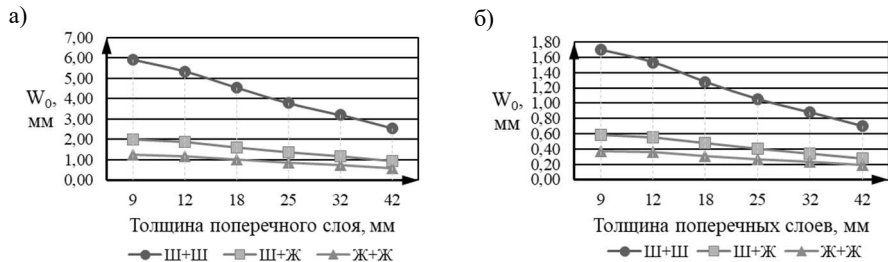 а)
7,00
6,00
5,00
4,00
3,00
2,00
1,00
0,00
W₀,
мм
9 12 18 25 32 42
Толщина поперечного слоя, мм
Ш+Ш Ш+Ж Ж+Ж
б)
1,80
1,60
1,40
1,20
1,00
0,80
0,60
0,40
0,20
0,00
W₀,
мм
9 12 18 25 32 42
Толщина поперечных слоев, мм
Ш+Ш Ш+Ж Ж+Ж